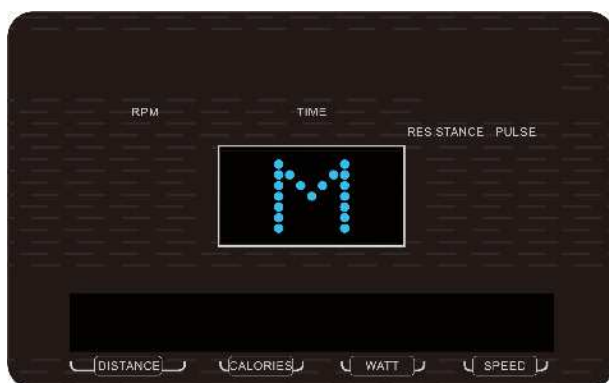 RPM TIME
RES STANCE PULSE
M
DISTANCE CALORIES WATT SPEED